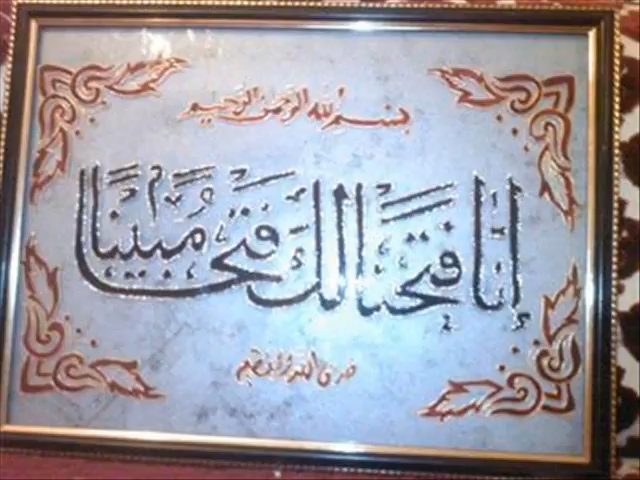 بسم الله الرحمن الرحيم
إنا فتحنا لك فتحا مبينا
صدق الله العظيم